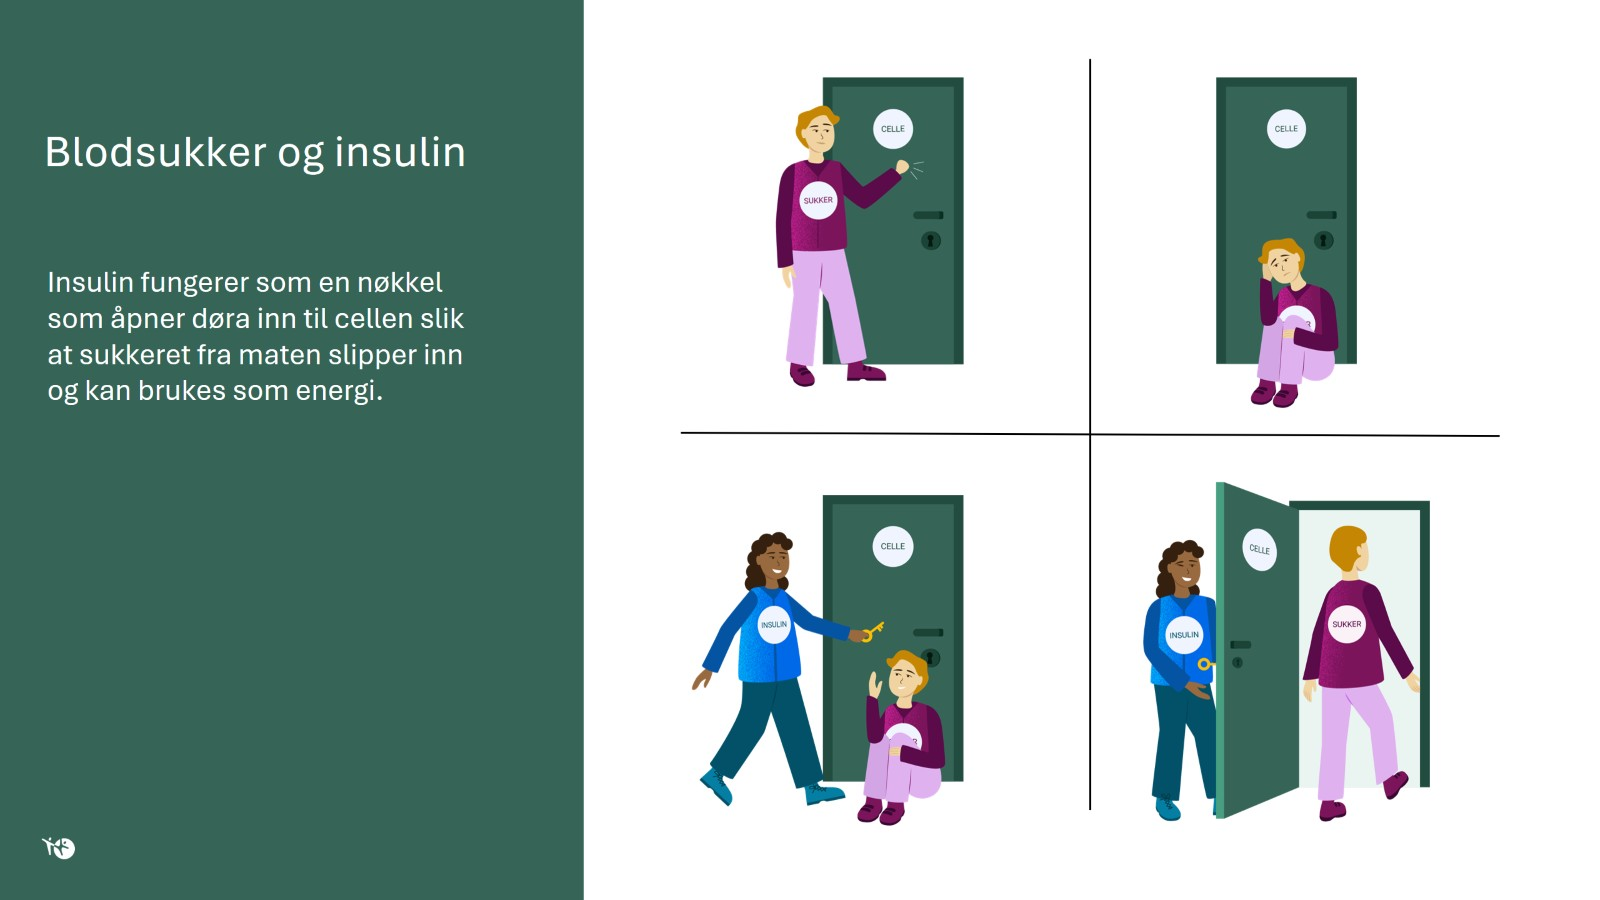 Blodsukker og insulin
Insulin fungerer som en nøkkel
som åpner døra inn til cellen slik
at sukkeret fra maten slipper inn
og kan brukes som energi.
CELLE
SUKKER
CELLE
R
CELLE
INSULIN
R
CELLE
INSULIN
SUKKER